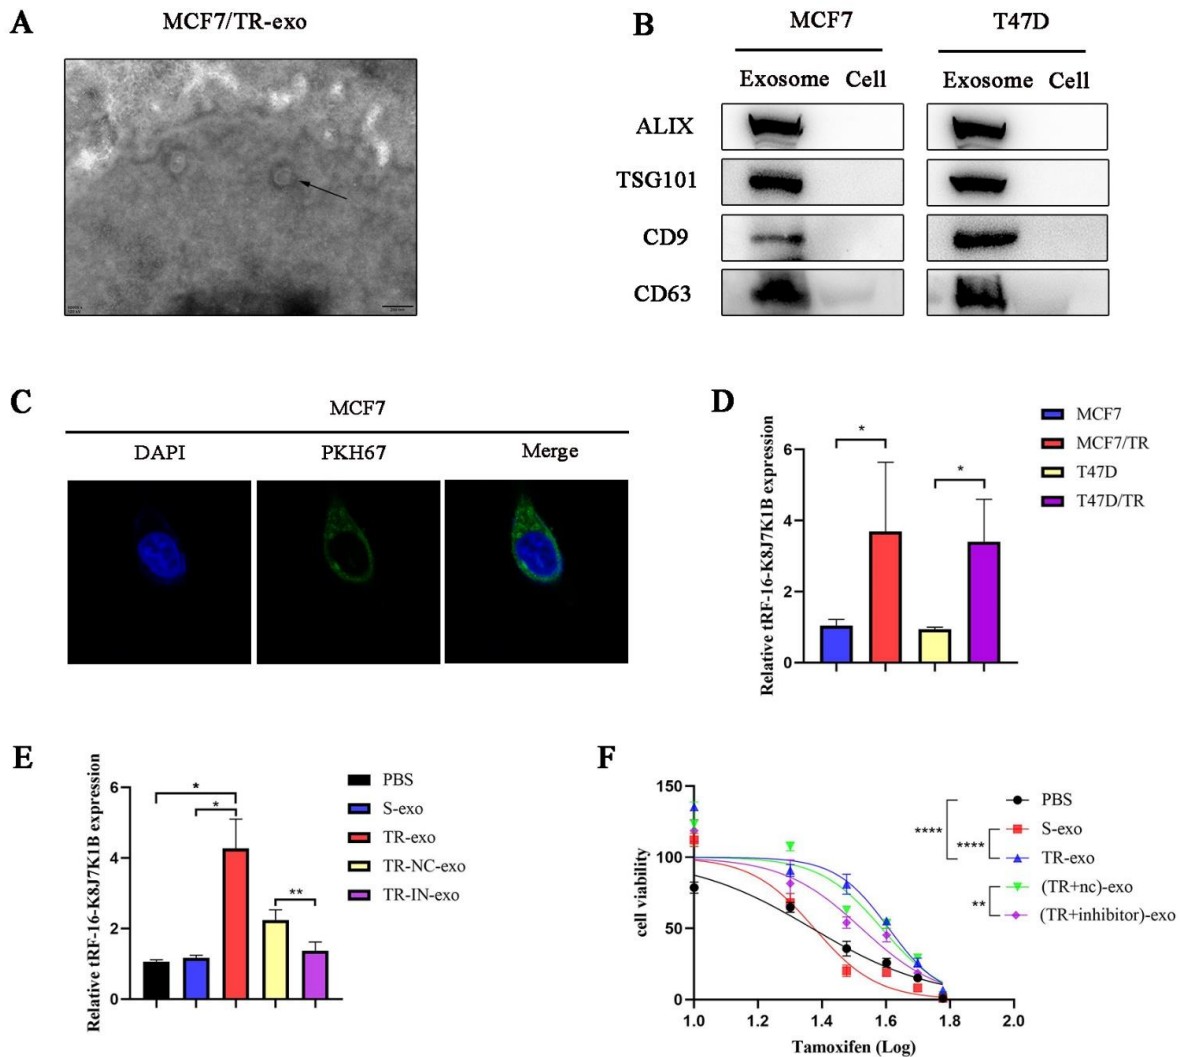 A
MCF7/TR-exo
B
MCF7
T47D
Exosome Cell
Exosome Cell
ALIX
TSG101
CD9
CD63
C
MCF7
DAPI
PKH67
Merge
D
Relative tRF-16-K8J7K1B expression
6
4
2
0
*
*
MCF7
MCF7/TR
T47D
T47D/TR
E
Relative tRF-16-K8J7K1B expression
6
4
2
0
*
*
**
PBS
S-exo
TR-exo
TR-NC-exo
TR-IN-exo
F
cell viability
150
100
50
0
1.0 1.2 1.4 1.6 1.8 2.0
Tamoxifen (Log)
****
****
**
PBS
S-exo
TR-exo
(TR+nc)-exo
(TR+inhibitor)-exo